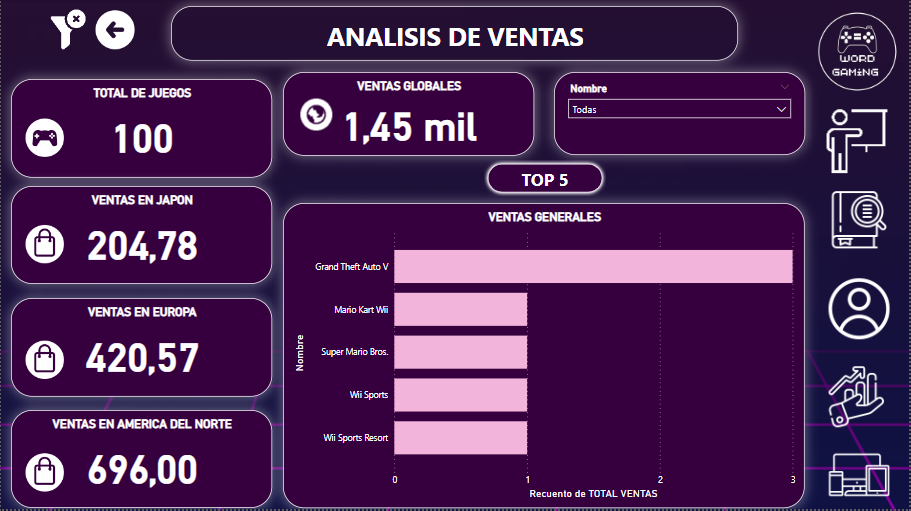 ANALISIS DE VENTAS
WORD
GAMING
TOTAL DE JUEGOS
100
VENTAS GLOBALES
1,45 mil
Nombre
Todas
TOP 5
VENTAS EN JAPON
204,78
VENTAS EN EUROPA
420,57
VENTAS EN AMERICA DEL NORTE
696,00
VENTAS GENERALES
Nombre
Grand Theft Auto V
Mario Kart Wii
Super Mario Bros.
Wii Sports
Wii Sports Resort
0 1 2 3
Recuento de TOTAL VENTAS